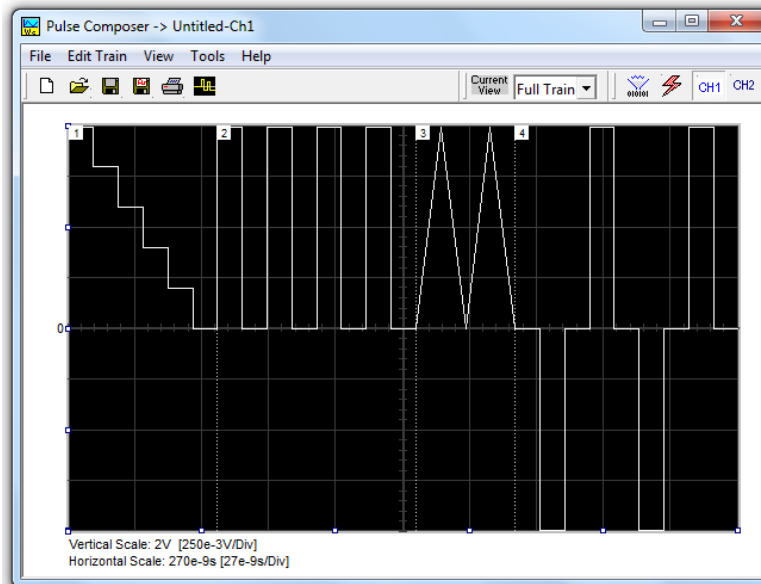 Pulse Composer -> Untitled-Ch1
File Edit Train View Tools Help
Current View Full Train CH1 CH2
1 2 3 4
0
Vertical Scale: 2V [250e-3V/Div]
Horizontal Scale: 270e-9s [27e-9s/Div]